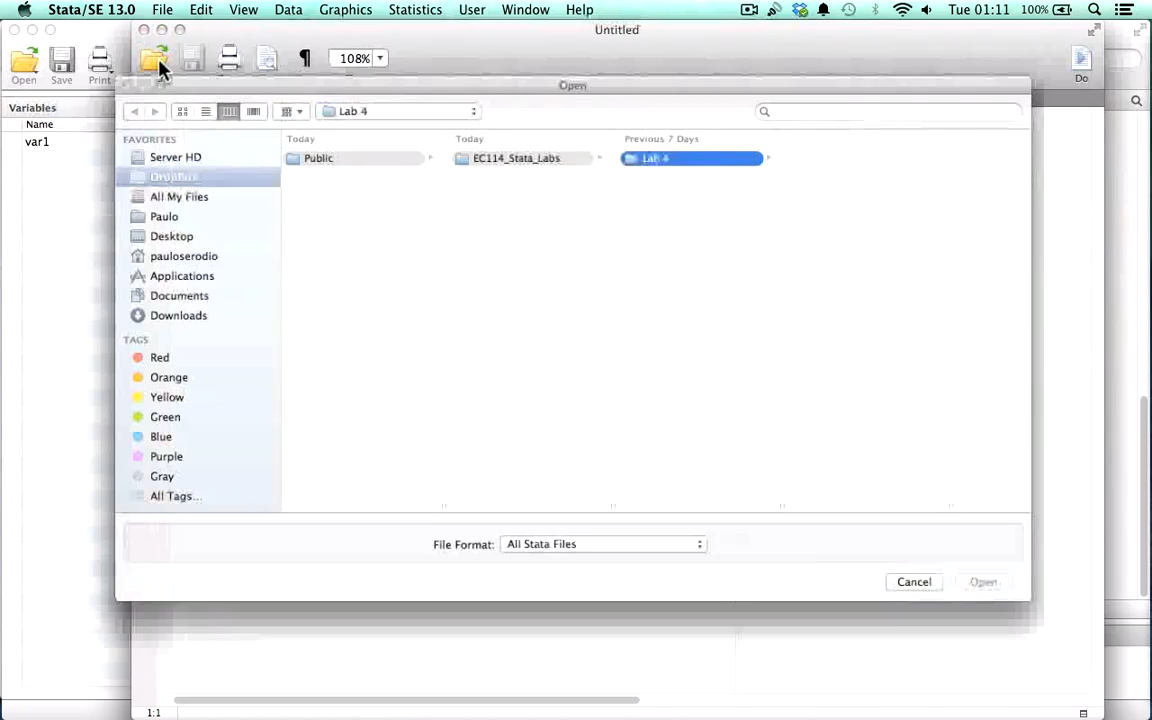 Stata/SE 13.0 File Edit View Data Graphics Statistics User Window Help Tue 01:11 100%
Untitled
Open Save Print
108%
Do
Open
Variables
Name
var1
Lab 4
FAVORITES
Server HD
Dropbox
All My Files
Paulo
Desktop
pauloserodio
Applications
Documents
Downloads
TAGS
Red
Orange
Yellow
Green
Blue
Purple
Gray
All Tags...
Today Today Previous 7 Days
Public EC114_Stata_Labs Lab 4
File Format: All Stata Files
Cancel Open
1:1